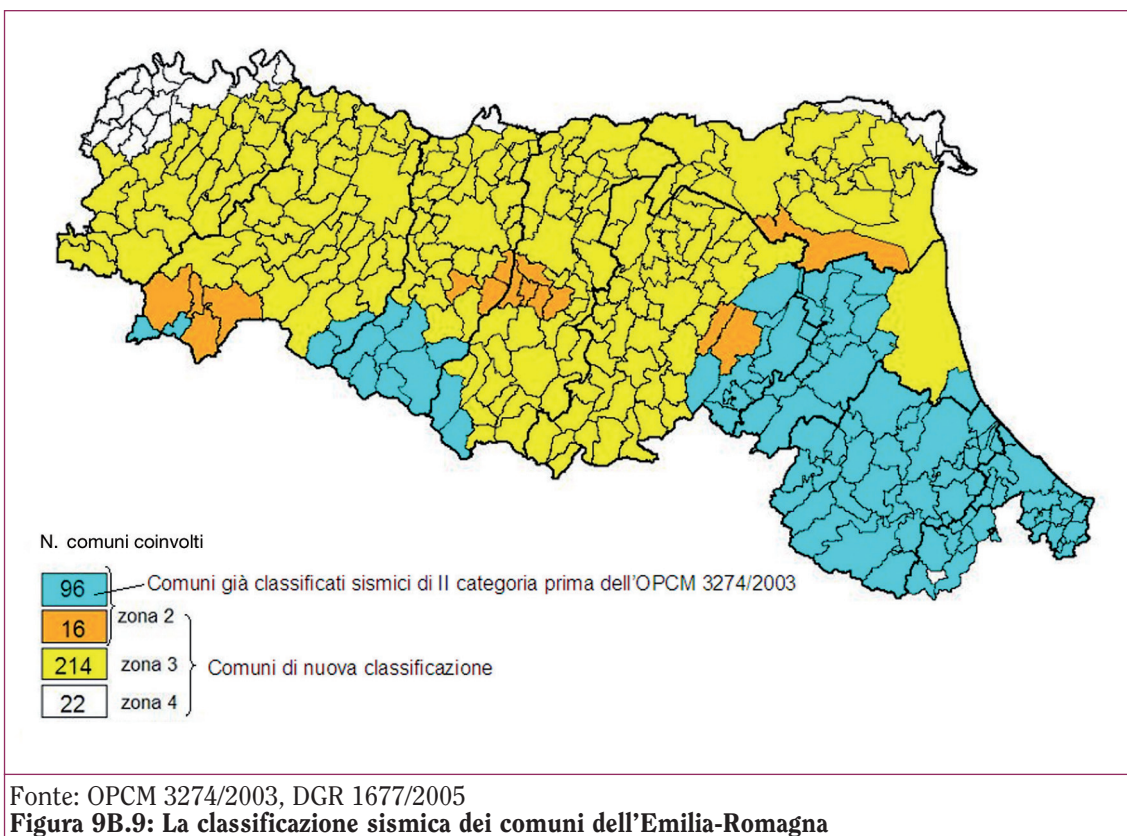 N. comuni coinvolti
96 Comuni già classificati sismici di II categoria prima dell'OPCM 3274/2003
16 zona 2
214 zona 3 Comuni di nuova classificazione
22 zona 4
Fonte: OPCM 3274/2003, DGR 1677/2005
Figura 9B.9: La classificazione sismica dei comuni dell'Emilia-Romagna